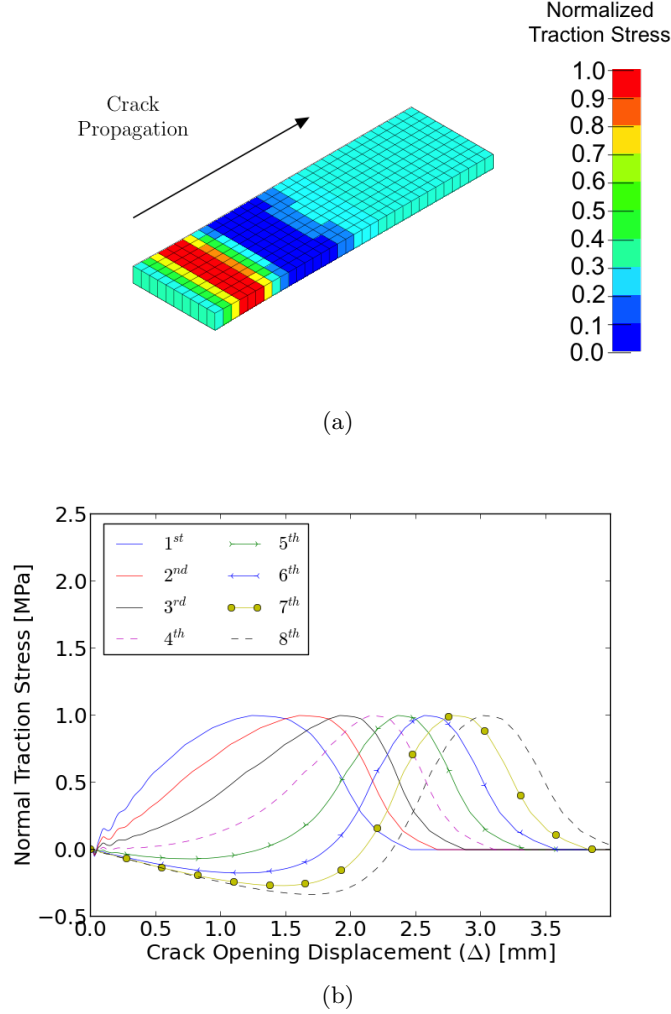 Normalized
Traction Stress
Crack
Propagation
1.0
0.9
0.8
0.7
0.6
0.5
0.4
0.3
0.2
0.1
0.0
(a)
2.5
2.0
1.5
1.0
0.5
0.0
−0.5
Normal Traction Stress [MPa]
1st
2nd
3rd
4th
5th
6th
7th
8th
0.0 0.5 1.0 1.5 2.0 2.5 3.0 3.5
Crack Opening Displacement (Δ) [mm]
(b)